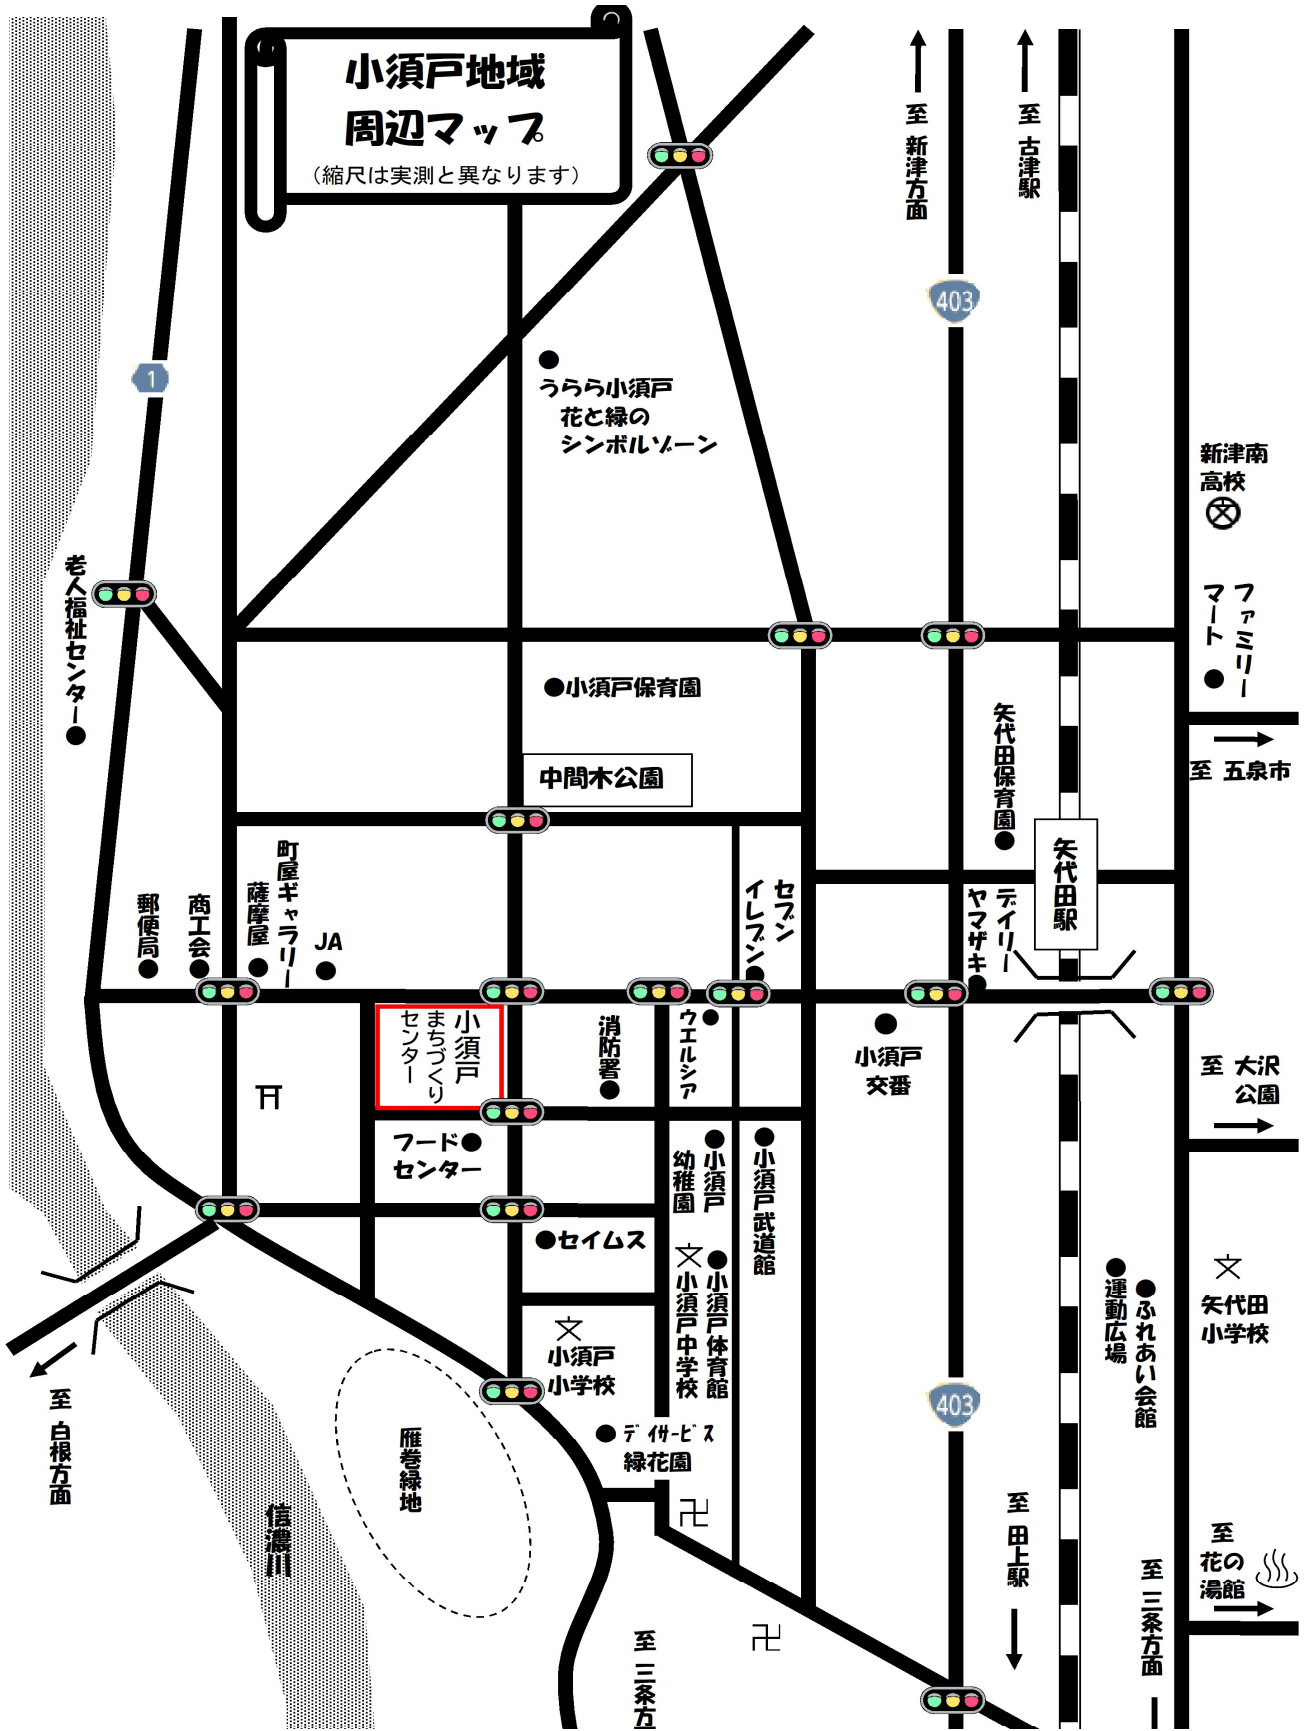 小須戸地域
周辺マップ。
（縮尺は実測と異なります）
至 新津方面
至 古津駅
403
1
うらら小須戸
花と緑の
シンボルゾーン
新津南
高校
ファミリー
マート
老人福祉センター
小須戸保育園
矢代田保育園
至 五泉市
中間木公園
矢代田駅
郵便局
商工会
町屋ギャラリー
薩摩屋
JA
セブン
イレブン
デイリー
ヤマザキ
小須戸
まちづくり
センター
消防署
ウエルシア
小須戸
交番
至 大沢
公園
フード
センター
小須戸
幼稚園
小須戸武道館
セイムス
小須戸体育館
小須戸中学校
小須戸
小学校
運動広場
ふれあい会館
矢代田
小学校
至 白根方面
雁巻緑地
デイサービス
緑花園
403
信濃川
至 田上駅
至
花の
湯館
至 三条方面
至 三条方